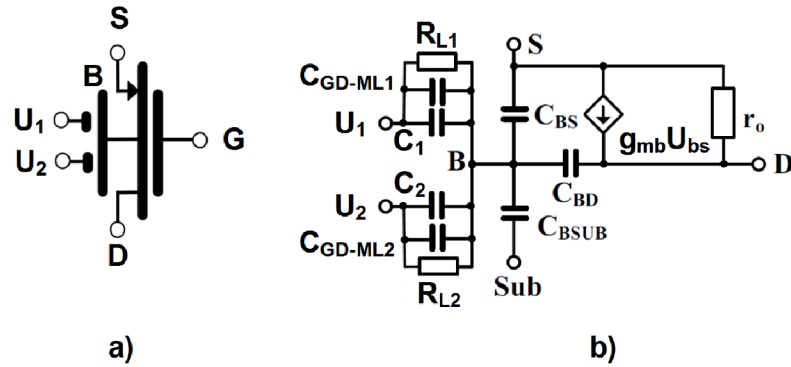 S
B
U1
U2
G
D
a)
RL1
CGD-ML1
U1
C1
S
CBS
gmbUbs
ro
B
CBD
D
C2
U2
CGD-ML2
RL2
CBSUB
Sub
b)